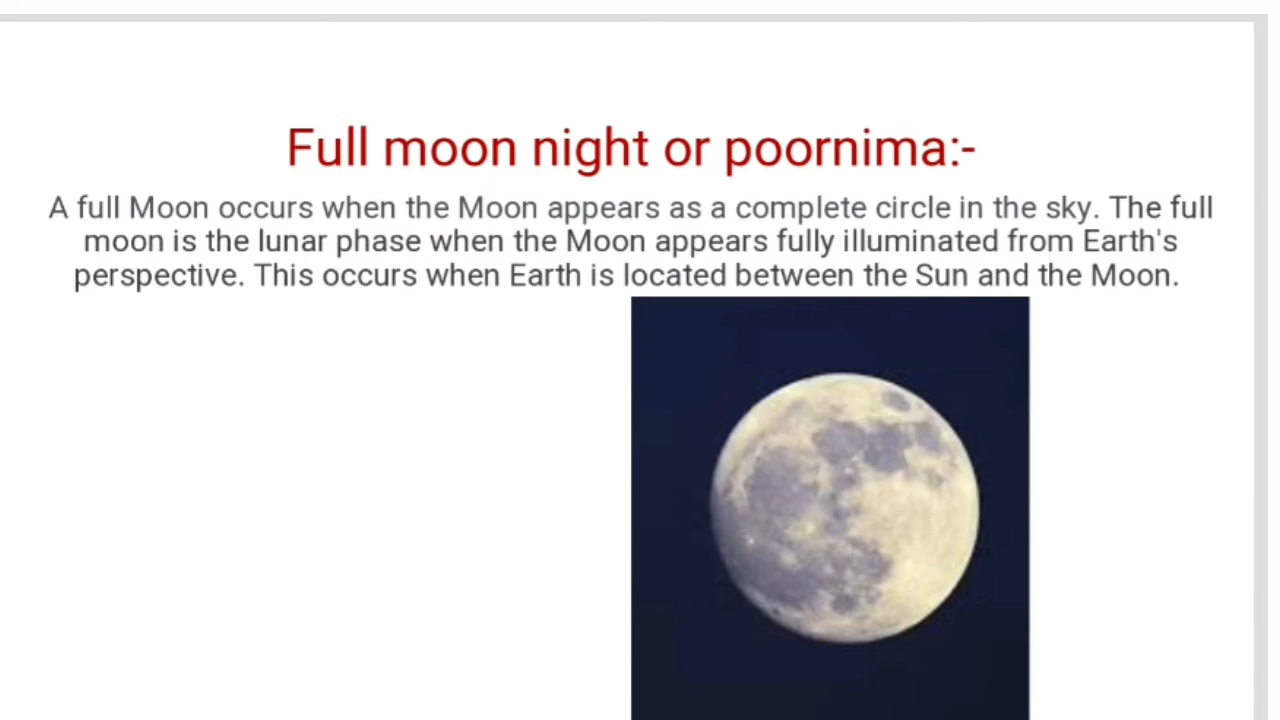 Full moon night or poornima:-
A full Moon occurs when the Moon appears as a complete circle in the sky. The full
moon is the lunar phase when the Moon appears fully illuminated from Earth's
perspective. This occurs when Earth is located between the Sun and the Moon.